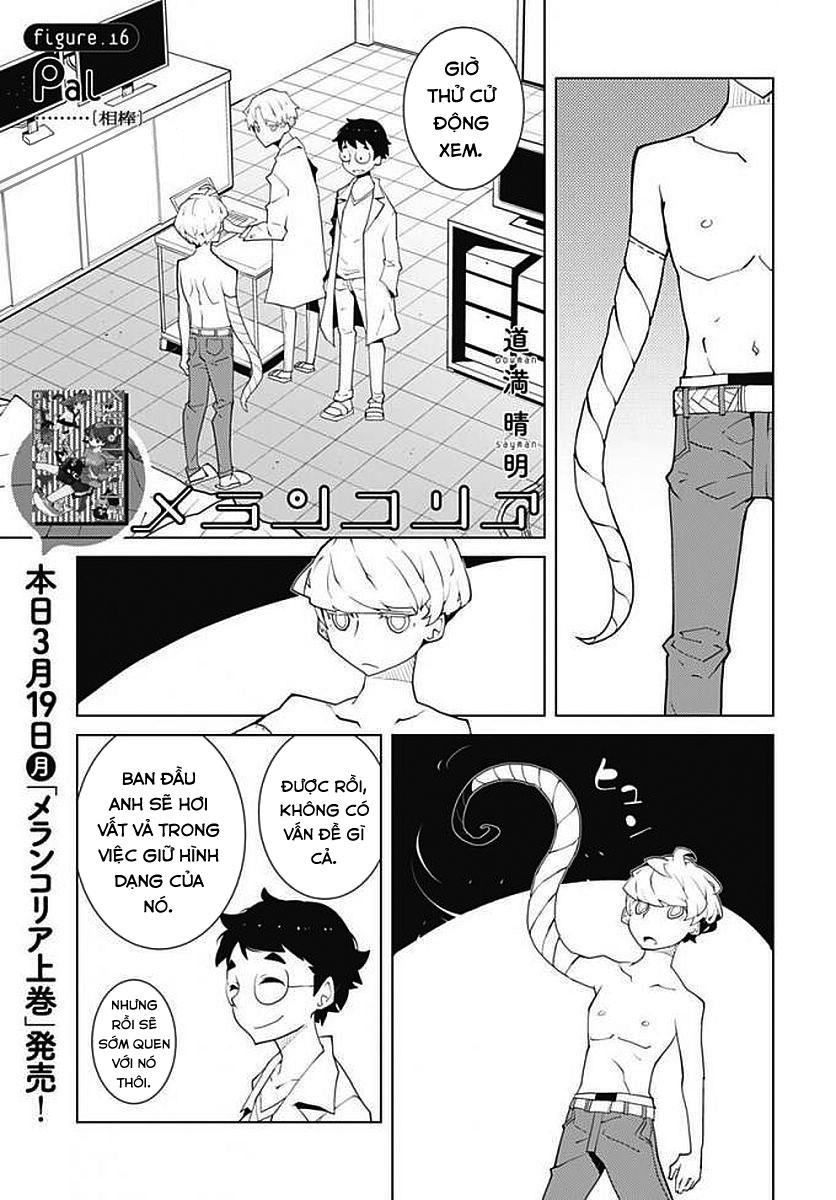 figure.16
Pal
[相棒]
GIỜ
THỬ CỬ
ĐỘNG
XEM.
道満晴明
dowman
sayman
メランコリア
本日3月19日(月)「メランコリア上巻」発売!
ĐƯỢC RỒI,
KHÔNG CÓ
VẤN ĐỀ GÌ
CẢ.
BAN ĐẦU
ANH SẼ HƠI
VẤT VẢ TRONG
VIỆC GIỮ HÌNH
DẠNG CỦA
NÓ.
NHƯNG
RỒI SẼ
SỚM QUEN
VỚI NÓ
THÔI.
ヒュン